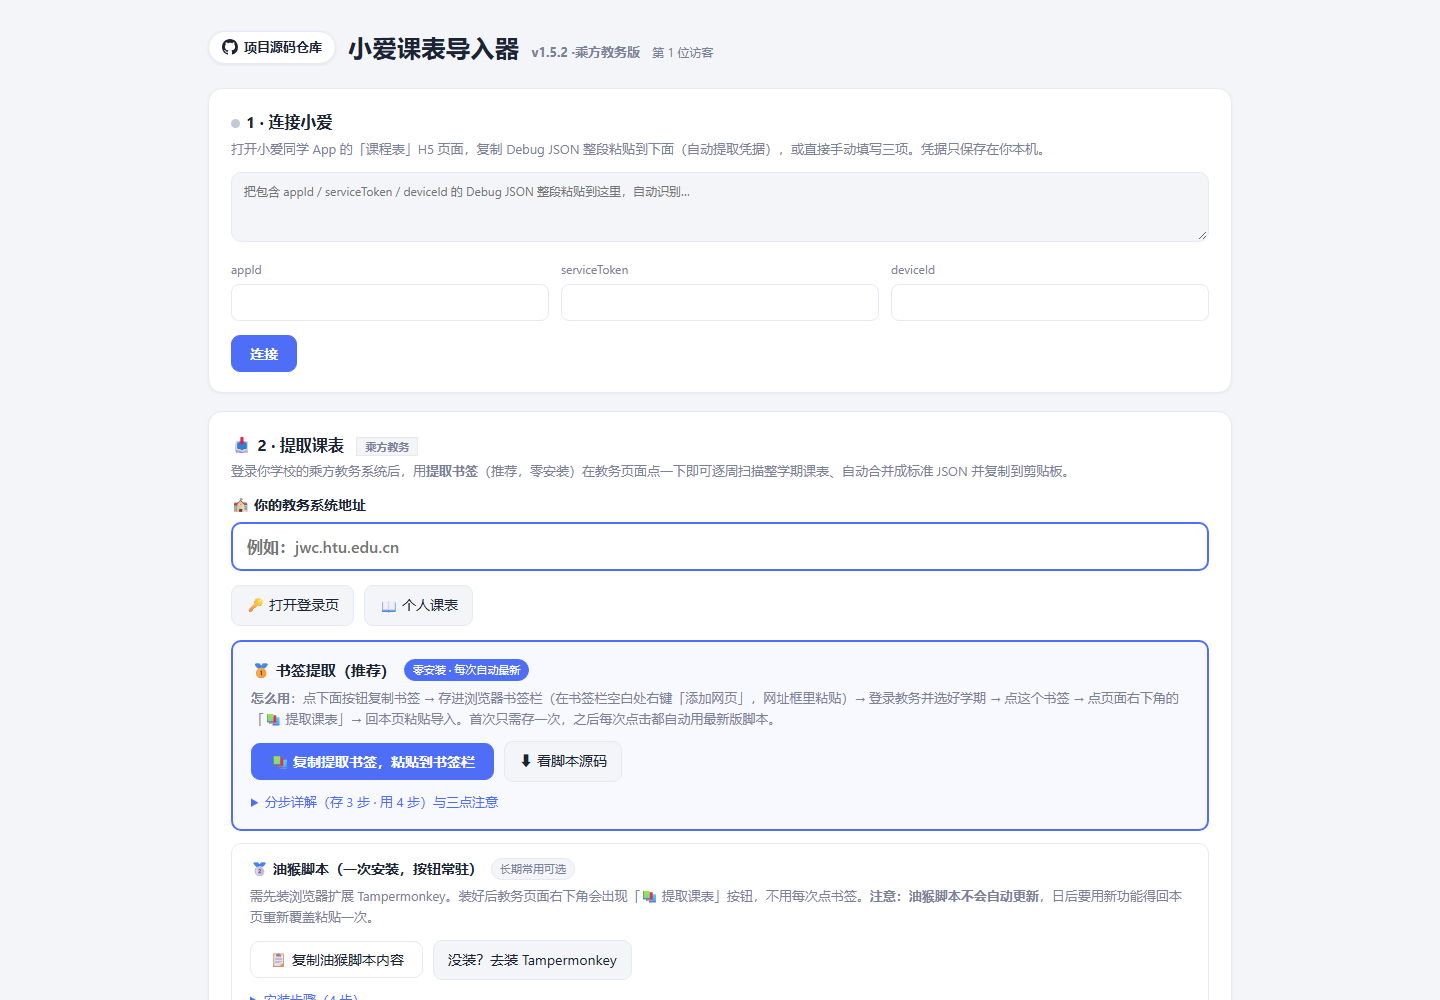 项目源码仓库 小爱课表导入器 v1.5.2 ·乘方教务版 第 1 位访客
1 · 连接小爱
打开小爱同学 App 的「课程表」H5 页面，复制 Debug JSON 整段粘贴到下面（自动提取凭据），或直接手动填写三项。凭据只保存在你本机。
把包含 appId / serviceToken / deviceId 的 Debug JSON 整段粘贴到这里，自动识别...
appId serviceToken deviceId
连接
2 · 提取课表 乘方教务
登录你学校的乘方教务系统后，用提取书签（推荐，零安装）在教务页面点一下即可逐周扫描整学期课表、自动合并成标准 JSON 并复制到剪贴板。
你的教务系统地址
例如：jwc.htu.edu.cn
打开登录页 个人课表
书签提取（推荐） 零安装 · 每次自动最新
怎么用：点下面按钮复制书签 → 存进浏览器书签栏（在书签栏空白处右键「添加网页」，网址框里粘贴）→ 登录教务并选好学期 → 点这个书签 → 点页面右下角的
「📚 提取课表」→ 回本页粘贴导入。首次只需存一次，之后每次点击都自动用最新版脚本。
复制提取书签，粘贴到书签栏 ⬇ 看脚本源码
▶ 分步详解（存 3 步 · 用 4 步）与三点注意
油猴脚本（一次安装，按钮常驻） 长期常用可选
需先装浏览器扩展 Tampermonkey。装好后教务页面右下角会出现「📚 提取课表」按钮，不用每次点书签。注意：油猴脚本不会自动更新，日后要用新功能得回本
页重新覆盖粘贴一次。
复制油猴脚本内容 没装？去装 Tampermonkey
▶ 安装步骤（4 步）